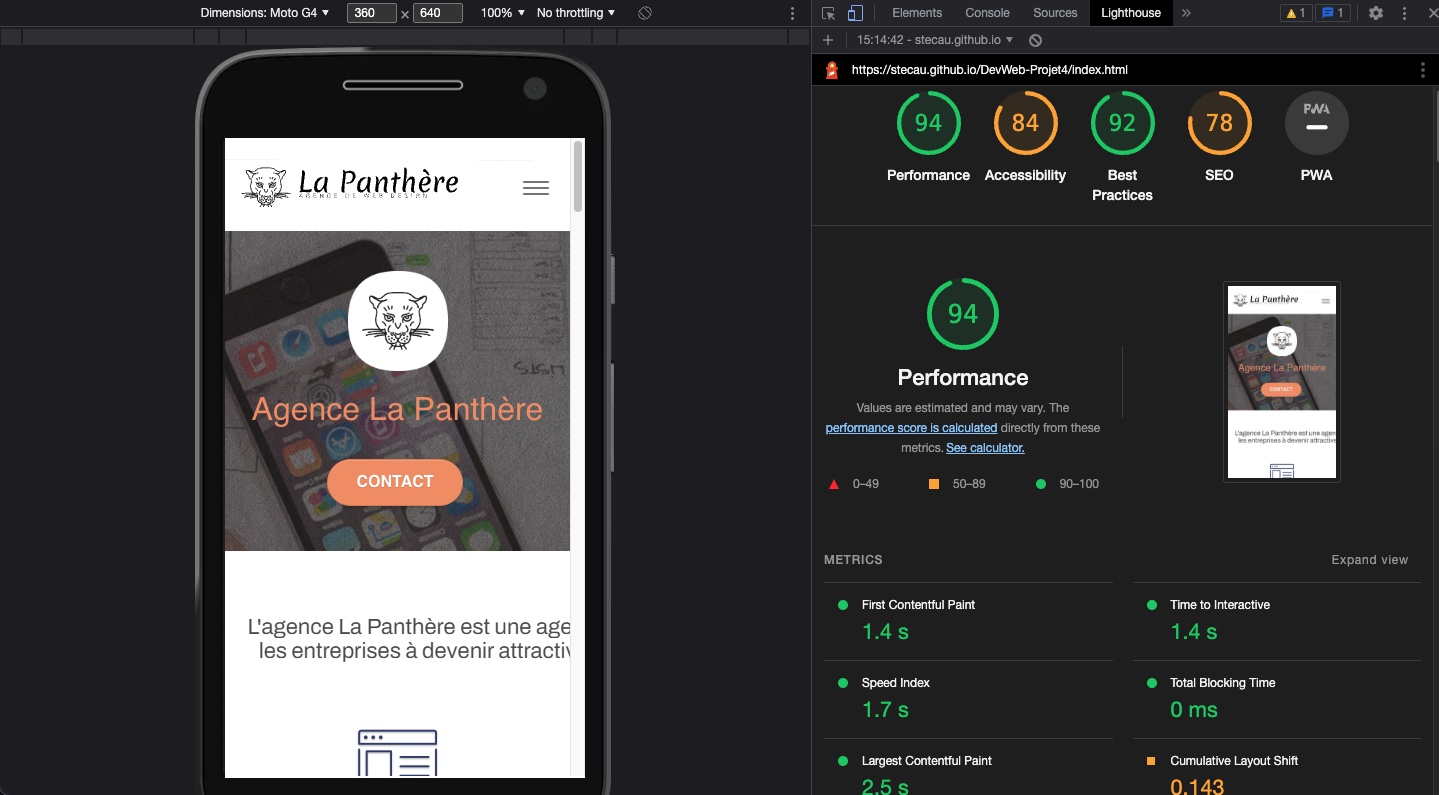 Dimensions: Moto G4 ▼ 360 × 640 100% ▼ No throttling ▼
Elements Console Sources Lighthouse » 1 1
+ 15:14:42 - stecau.github.io ▼
https://stecau.github.io/DevWeb-Projet4/index.html
La Panthère
AGENCE DE WEB DESIGN
Agence La Panthère
CONTACT
L'agence La Panthère est une age
les entreprises à devenir attractiv
94 84 92 78 PWA
Performance Accessibility Best Practices SEO PWA
94
Performance
Values are estimated and may vary. The
performance score is calculated directly from these
metrics. See calculator.
0–49 50–89 90–100
La Panthère
Agence La Panthère
CONTACT
L'agence La Panthère est une agen
les entreprises à devenir attractive
METRICS Expand view
First Contentful Paint
1.4 s
Time to Interactive
1.4 s
Speed Index
1.7 s
Total Blocking Time
0 ms
Largest Contentful Paint
2.5 s
Cumulative Layout Shift
0.143